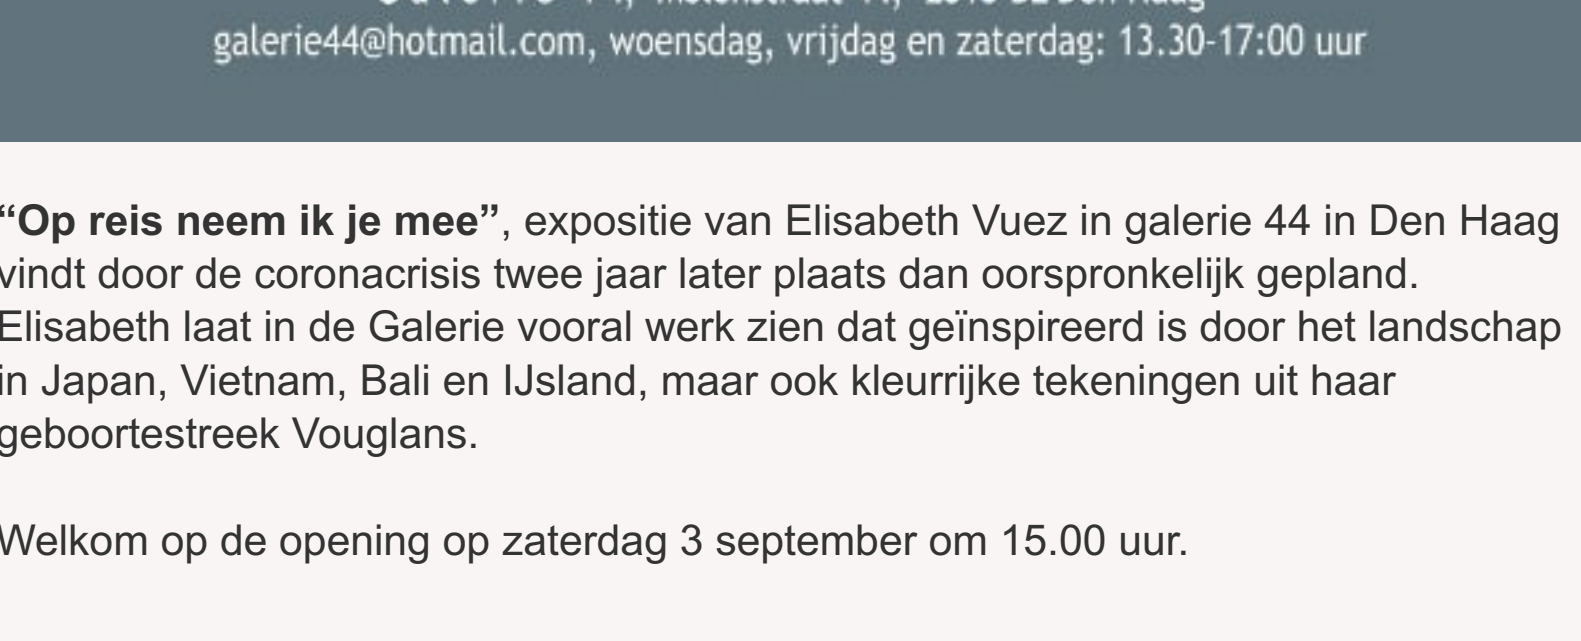 galerie44@hotmail.com, woensdag, vrijdag en zaterdag: 13.30-17:00 uur
“Op reis neem ik je mee”, expositie van Elisabeth Vuez in galerie 44 in Den Haag
vindt door de coronacrisis twee jaar later plaats dan oorspronkelijk gepland.
Elisabeth laat in de Galerie vooral werk zien dat geïnspireerd is door het landschap
in Japan, Vietnam, Bali en IJsland, maar ook kleurrijke tekeningen uit haar
geboortestreek Vouglans.
Welkom op de opening op zaterdag 3 september om 15.00 uur.